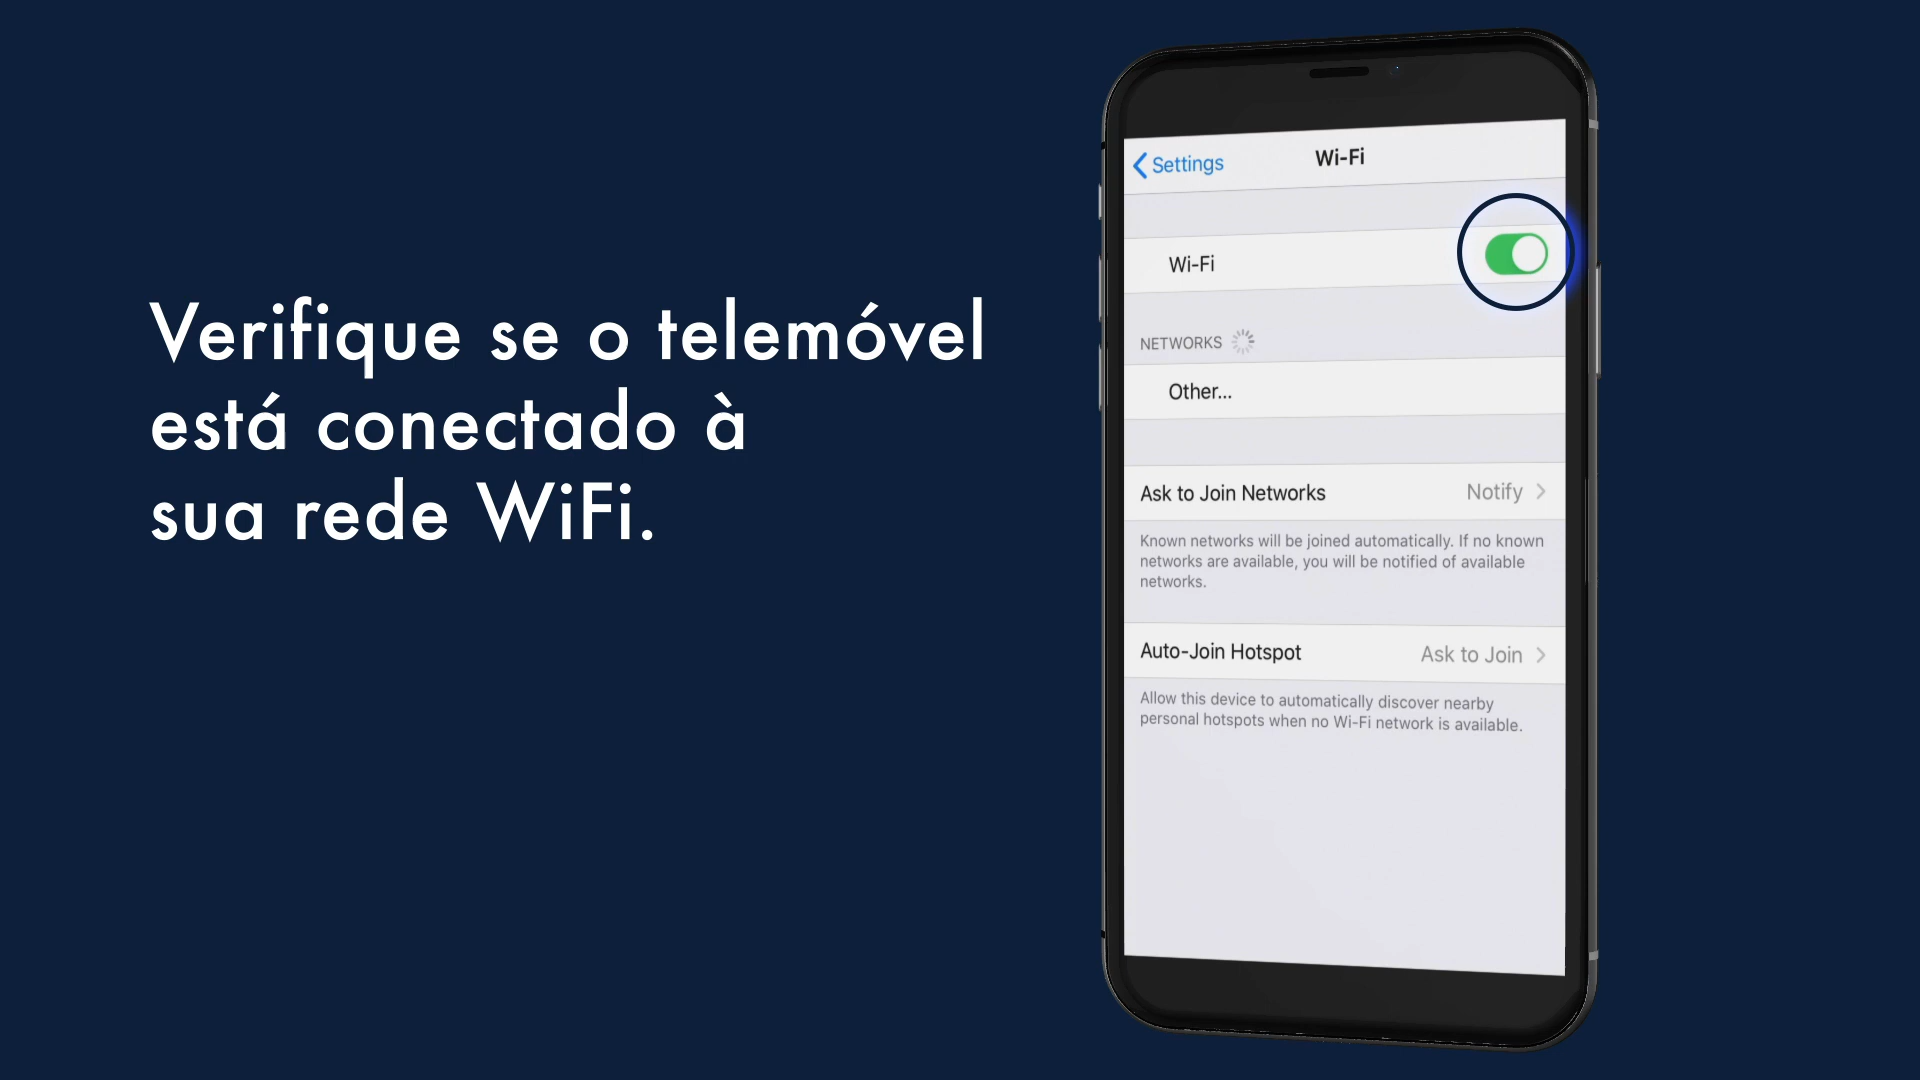 Verifique se o telemóvel
está conectado à
sua rede WiFi.
Settings
Wi-Fi
Wi-Fi
NETWORKS
Other...
Ask to Join Networks Notify
Known networks will be joined automatically. If no known
networks are available, you will be notified of available
networks.
Auto-Join Hotspot Ask to Join
Allow this device to automatically discover nearby
personal hotspots when no Wi-Fi network is available.